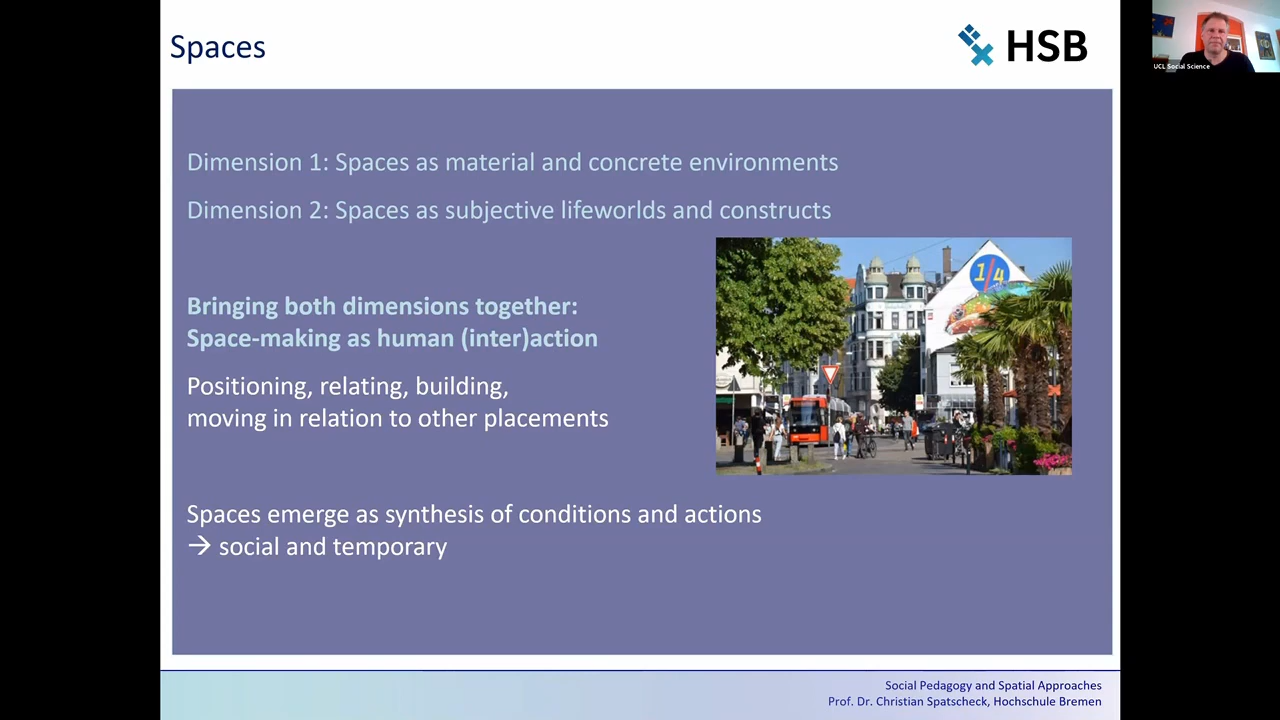 Spaces
HSB
UCL Social Science
Dimension 1: Spaces as material and concrete environments
Dimension 2: Spaces as subjective lifeworlds and constructs
1/4
Bringing both dimensions together:
Space-making as human (inter)action
Positioning, relating, building,
moving in relation to other placements
Spaces emerge as synthesis of conditions and actions
→ social and temporary
Social Pedagogy and Spatial Approaches
Prof. Dr. Christian Spatscheck, Hochschule Bremen